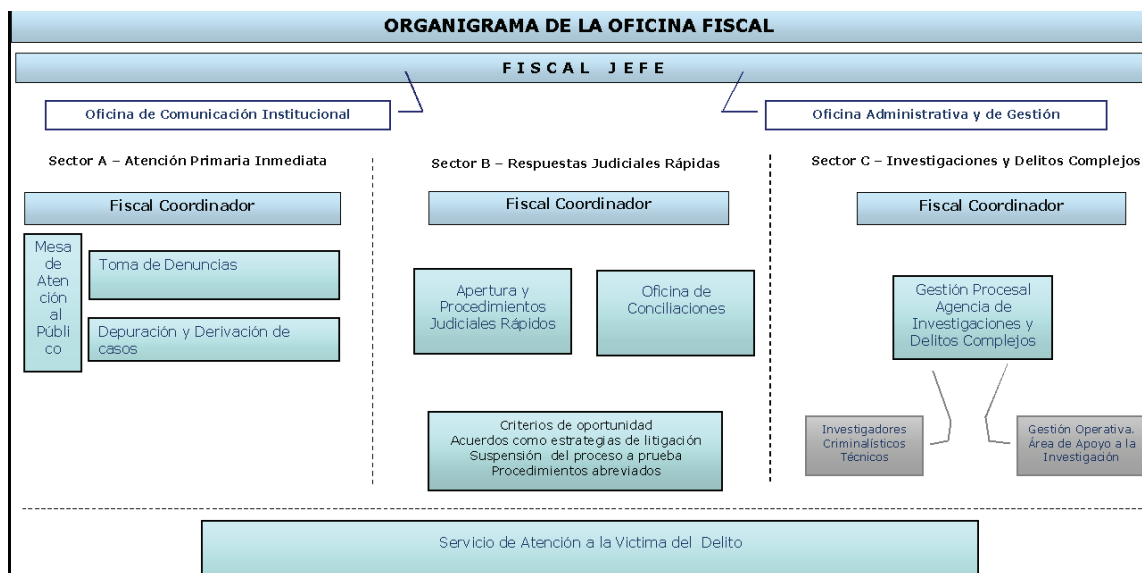 ORGANIGRAMA DE LA OFICINA FISCAL
FISCAL JEFE
Oficina de Comunicación Institucional
Oficina Administrativa y de Gestión
Sector A – Atención Primaria Inmediata
Fiscal Coordinador
Mesa
de
Aten
ción
al
Públi
co
Toma de Denuncias
Depuración y Derivación de
casos
Sector B – Respuestas Judiciales Rápidas
Fiscal Coordinador
Apertura y
Procedimientos
Judiciales Rápidos
Oficina de
Conciliaciones
Criterios de oportunidad
Acuerdos como estrategias de litigación
Suspensión del proceso a prueba
Procedimientos abreviados
Sector C – Investigaciones y Delitos Complejos
Fiscal Coordinador
Gestión Procesal
Agencia de
Investigaciones y
Delitos Complejos
Investigadores
Criminalísticos
Técnicos
Gestión Operativa.
Área de Apoyo a la
Investigación
Servicio de Atención a la Victima del Delito